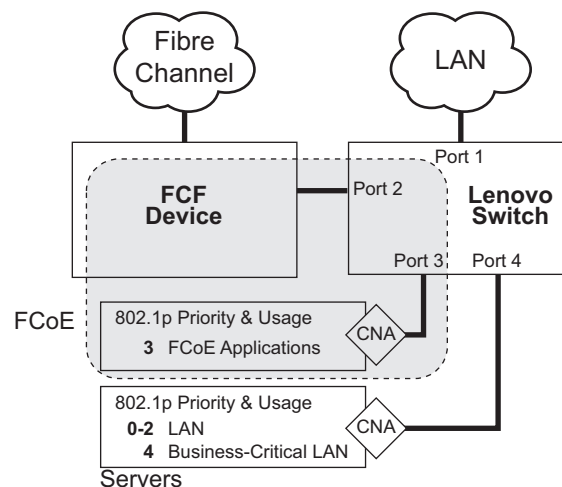 Fibre
Channel
LAN
Port 1
FCF
Device
Port 2
Lenovo
Switch
Port 3
Port 4
FCoE
802.1p Priority & Usage
3 FCoE Applications
CNA
802.1p Priority & Usage
0-2 LAN
4 Business-Critical LAN
CNA
Servers